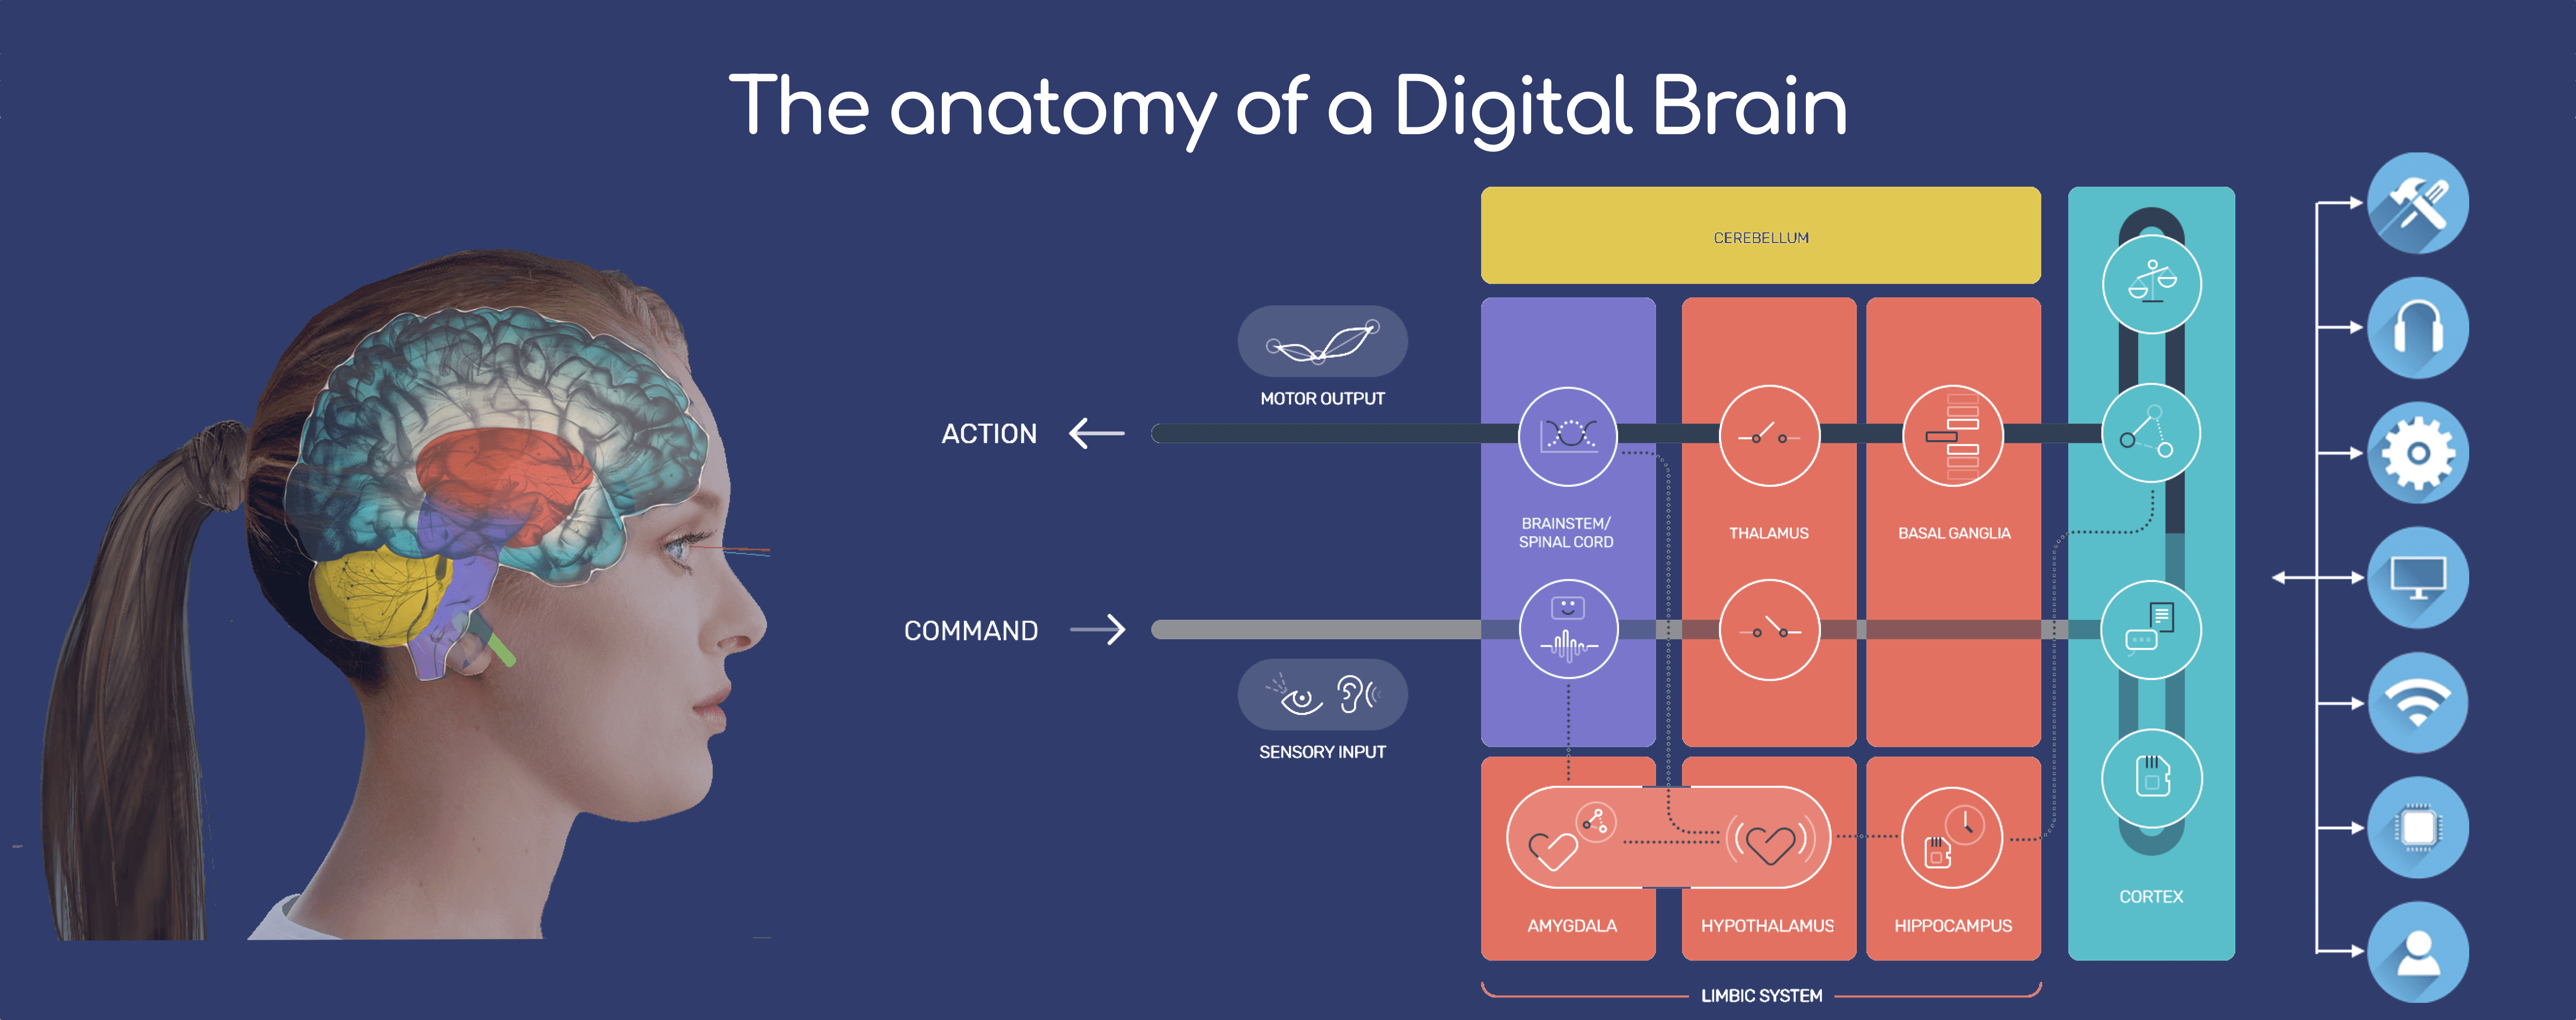 The anatomy of a Digital Brain
CEREBELLUM
MOTOR OUTPUT
ACTION
BRAINSTEM/
SPINAL CORD
THALAMUS
BASAL GANGLIA
COMMAND
SENSORY INPUT
AMYGDALA
HYPOTHALAMUS
HIPPOCAMPUS
CORTEX
LIMBIC SYSTEM